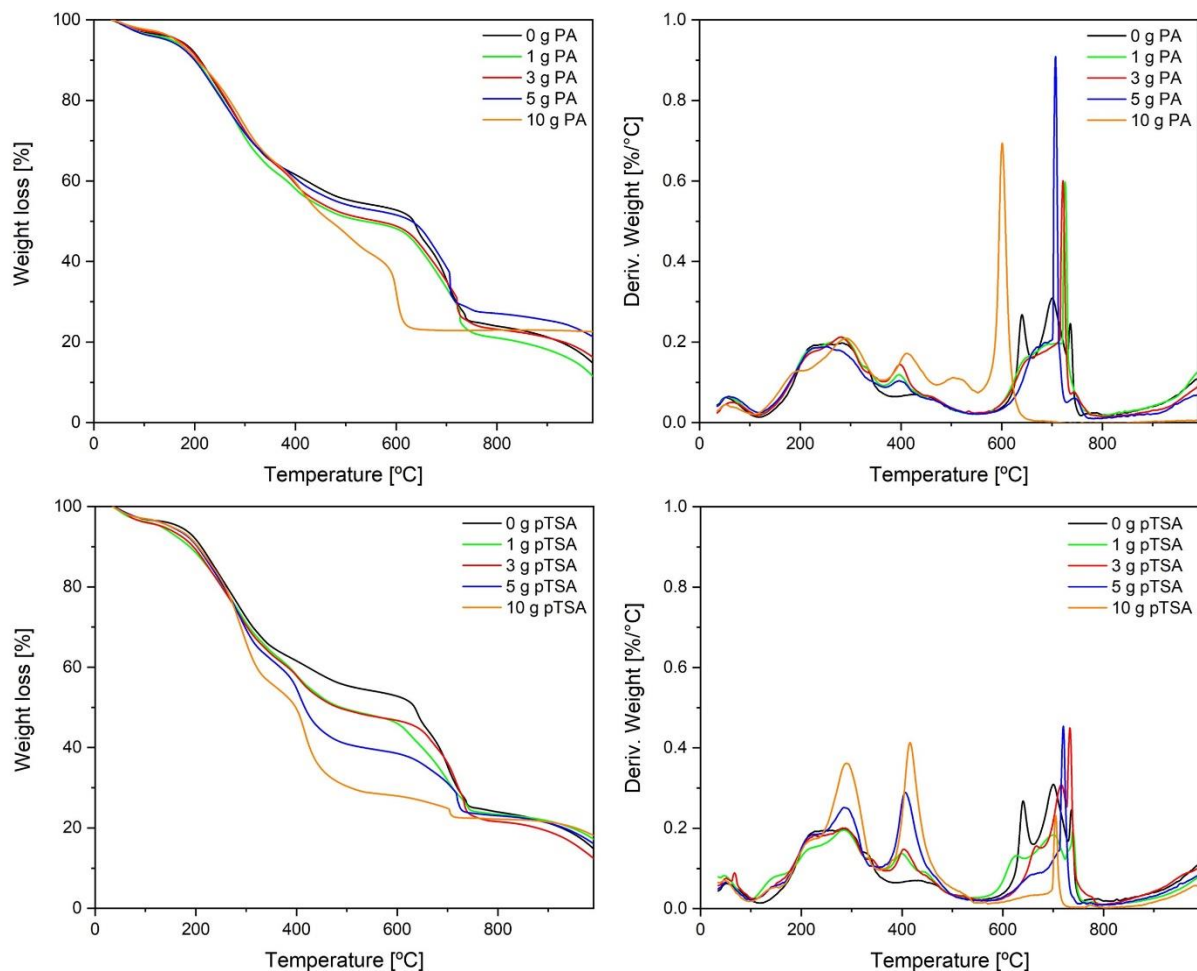 100
80
60
40
20
0
0
200
400
600
800
Weight loss [%]
Temperature [ºC]
0 g PA
1 g PA
3 g PA
5 g PA
10 g PA
1.0
0.8
0.6
0.4
0.2
0.0
0
200
400
600
800
Deriv. Weight [%/°C]
Temperature [ºC]
0 g PA
1 g PA
3 g PA
5 g PA
10 g PA
100
80
60
40
20
0
0
200
400
600
800
Weight loss [%]
Temperature [ºC]
0 g pTSA
1 g pTSA
3 g pTSA
5 g pTSA
10 g pTSA
1.0
0.8
0.6
0.4
0.2
0.0
0
200
400
600
800
Deriv. Weight [%/°C]
Temperature [ºC]
0 g pTSA
1 g pTSA
3 g pTSA
5 g pTSA
10 g pTSA